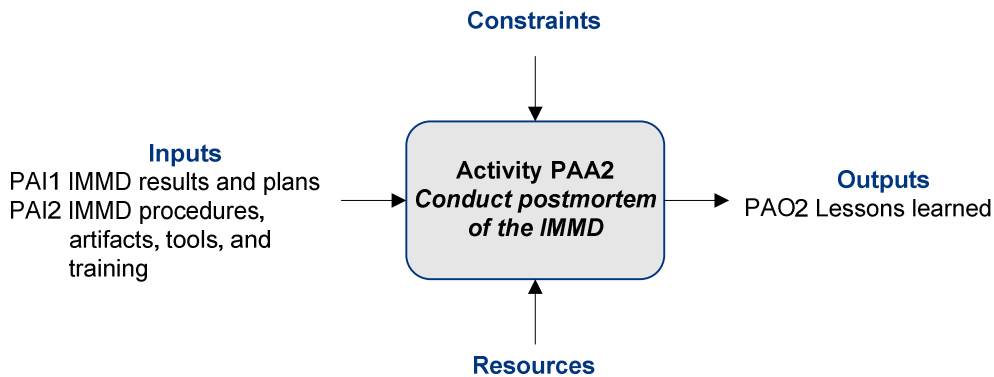 Constraints
Inputs
PAI1 IMMD results and plans
PAI2 IMMD procedures,
artifacts, tools, and
training
Activity PAA2
Conduct postmortem
of the IMMD
Outputs
PAO2 Lessons learned
Resources